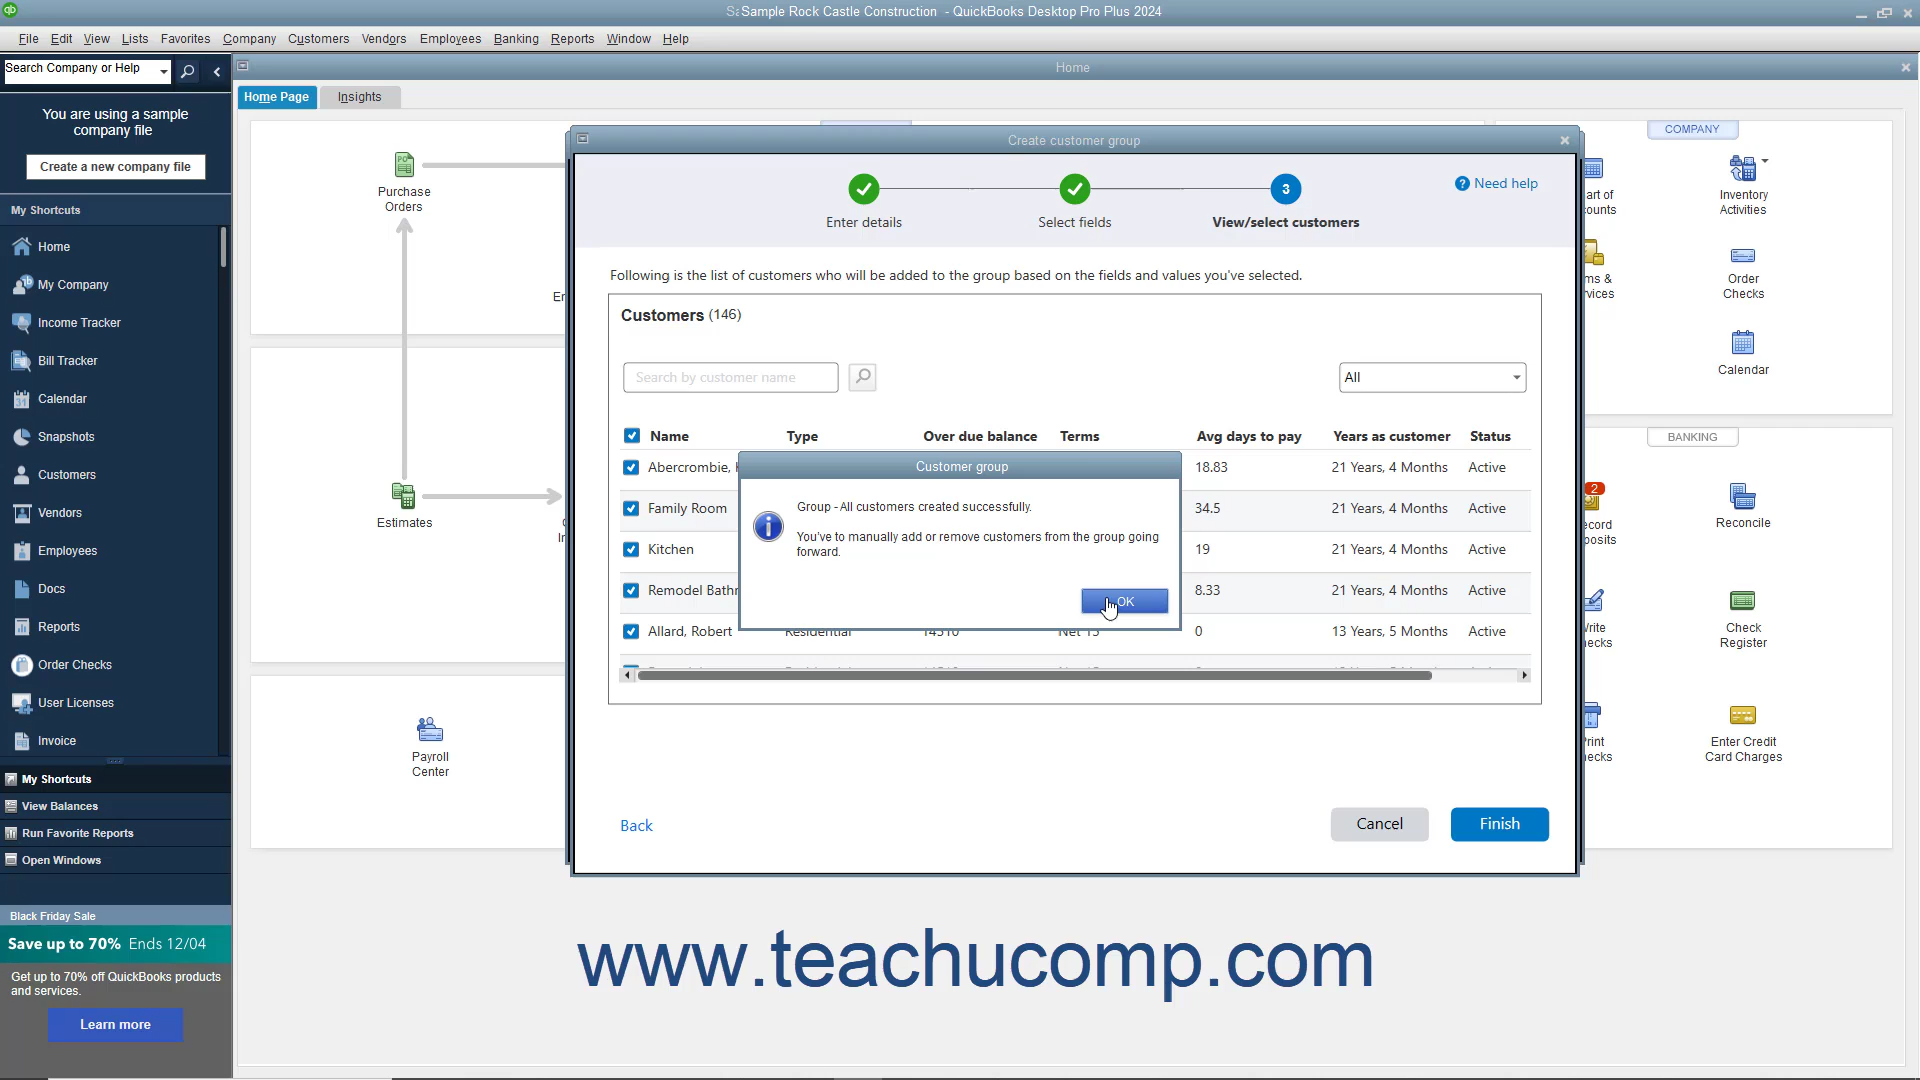 Sample Rock Castle Construction - QuickBooks Desktop Pro Plus 2024
File Edit View Lists Favorites Company Customers Vendors Employees Banking Reports Window Help
Search Company or Help
Home
Home Page Insights
You are using a sample
company file
Create a new company file
My Shortcuts
Home
My Company
Income Tracker
Bill Tracker
Calendar
Snapshots
Customers
Vendors
Employees
Docs
Reports
Order Checks
User Licenses
Invoice
My Shortcuts
View Balances
Run Favorite Reports
Open Windows
Black Friday Sale
Save up to 70% Ends 12/04
Get up to 70% off QuickBooks products
and services.
Learn more
Purchase
Orders
Estimates
Payroll
Center
Create customer group
3
Need help
Enter details Select fields View/select customers
Following is the list of customers who will be added to the group based on the fields and values you've selected.
Customers (146)
Search by customer name
All
Name Type Over due balance Terms Avg days to pay Years as customer Status
Abercrombie, 18.83 21 Years, 4 Months Active
Family Room 34.5 21 Years, 4 Months Active
Kitchen 19 21 Years, 4 Months Active
Remodel 8.33 21 Years, 4 Months Active
Allard, Robert Residential 14510 Net 15 0 13 Years, 5 Months Active
Customer group
Group - All customers created successfully.
You've to manually add or remove customers from the group going
forward.
OK
Back
Cancel
Finish
COMPANY
Inventory
Activities
Order
Checks
Calendar
BANKING
2
Reconcile
Check
Register
Enter Credit
Card Charges
www.teachucomp.com